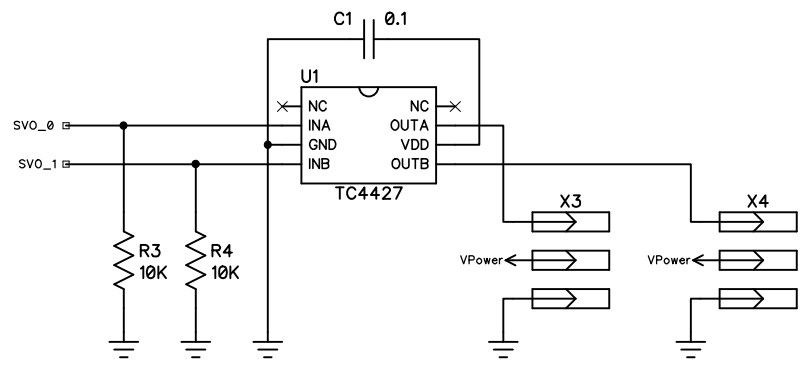 C1 0.1
U1
NC NC
SVO_0 INA OUTA
GND VDD
SVO_1 INB OUTB
TC4427
X3 X4
R3 R4
10K 10K
VPower VPower